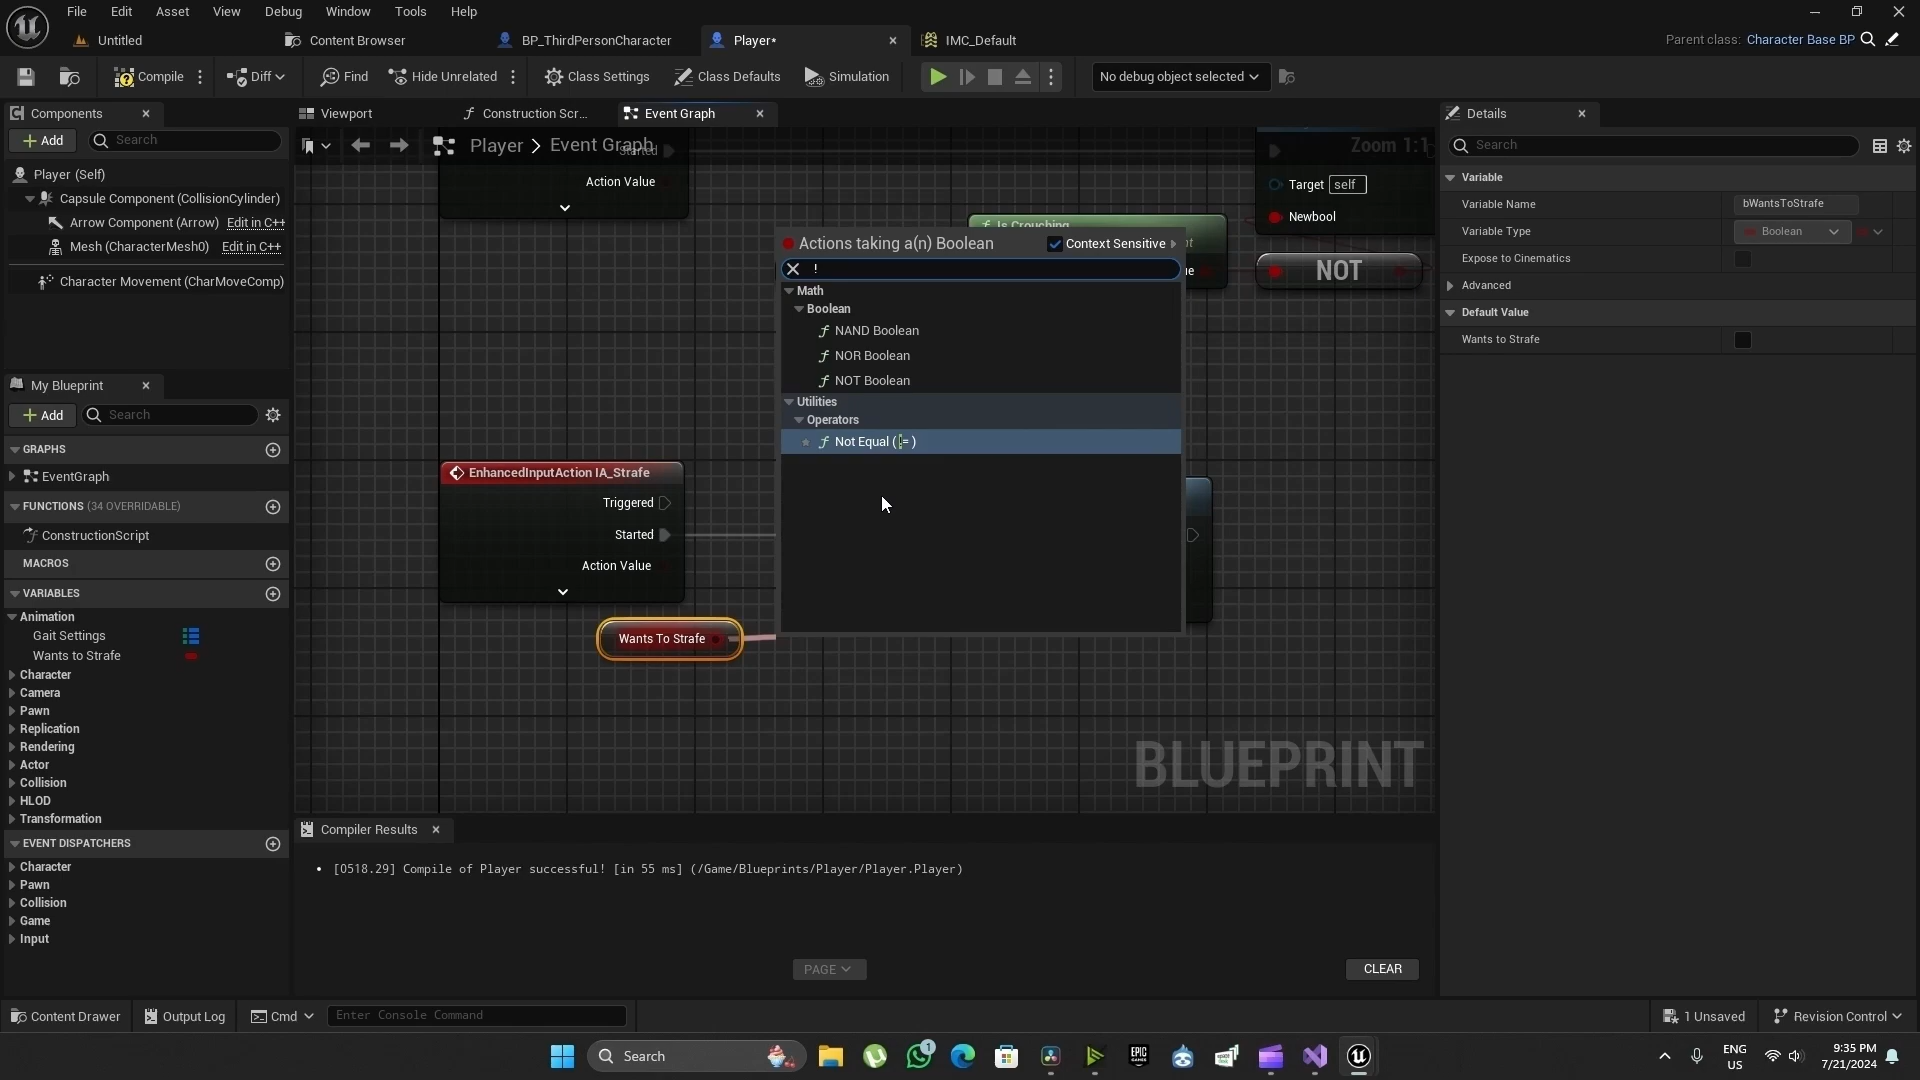 File Edit Asset View Debug Window Tools Help
Untitled Content Browser BP_ThirdPersonCharacter Player* IMC_Default Parent class: Character Base BP
Compile Diff Find Hide Unrelated Class Settings Class Defaults Simulation No debug object selected
Components Viewport Construction Scr... Event Graph Details
Add Search Player > Event Graph Zoom 1:1 Search
Started
Player (Self) Action Value Target self Variable
Capsule Component (CollisionCylinder) Newbool Variable Name bWantsToStrafe
Arrow Component (Arrow) Edit in C++ Is Crouching Variable Type Boolean
Mesh (CharacterMesh0) Edit in C++ Actions taking a(n) Boolean Context Sensitive Expose to Cinematics
Character Movement (CharMoveComp) ! NOT Advanced
Math Default Value
Boolean Wants to Strafe
NAND Boolean
NOR Boolean
NOT Boolean
Utilities
Operators
Not Equal ( != )
My Blueprint
Add Search
GRAPHS
EventGraph EnhancedInputAction IA_Strafe
FUNCTIONS (34 OVERRIDABLE) Triggered
ConstructionScript Started
MACROS Action Value
VARIABLES
Animation
Gait Settings Wants To Strafe
Wants to Strafe
Character
Camera
Pawn
Replication
Rendering
Actor BLUEPRINT
Collision
HLOD
Transformation
EVENT DISPATCHERS Compiler Results
Character [0518.29] Compile of Player successful! [in 55 ms] (/Game/Blueprints/Player/Player.Player)
Pawn
Collision
Game
Input
PAGE CLEAR
Content Drawer Output Log Cmd Enter Console Command 1 Unsaved Revision Control
Search 1 EPIC GAMES ENG US 9:35 PM 7/21/2024